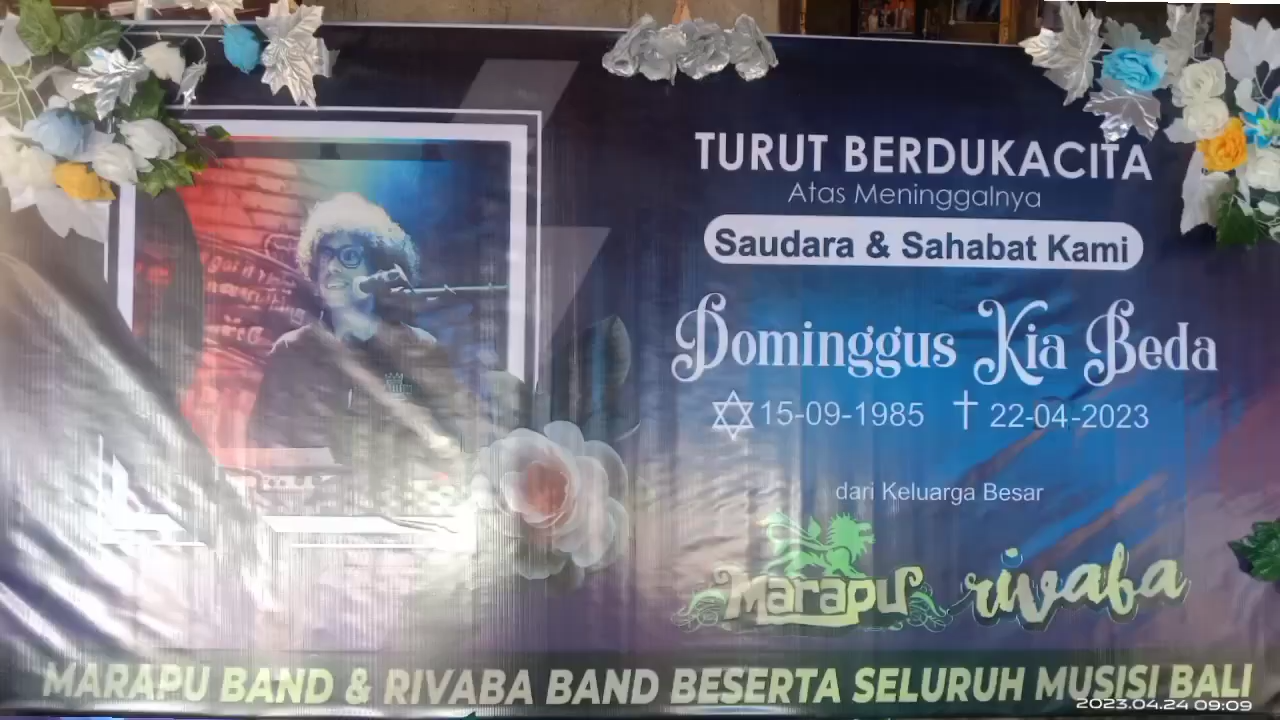 TURUT BERDUKACITA
Atas Meninggalnya
Saudara & Sahabat Kami
Dominggus Kia Beda
15-09-1985 22-04-2023
dari Keluarga Besar
Marapu rivaba
MARAPU BAND & RIVABA BAND BESERTA SELURUH MUSISI BALI
2023.04.24 09:09